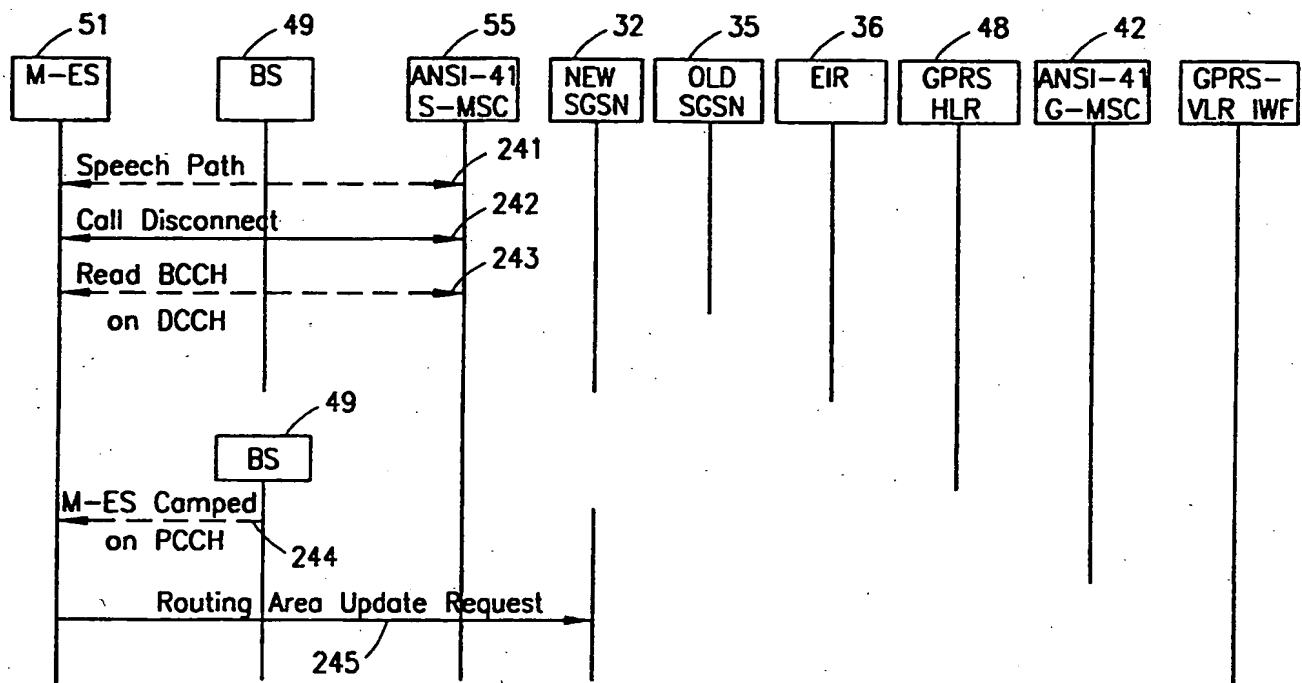 51 49 55 32 35 36 48 42
M-ES BS ANSI-41 S-MSC NEW SGSN OLD SGSN EIR GPRS HLR ANSI-41 G-MSC GPRS-VLR IWF
Speech Path 241
Call Disconnect 242
Read BCCH 243
on DCCH
49
BS
M-ES Camped
on PCCH 244
Routing Area Update Request
245